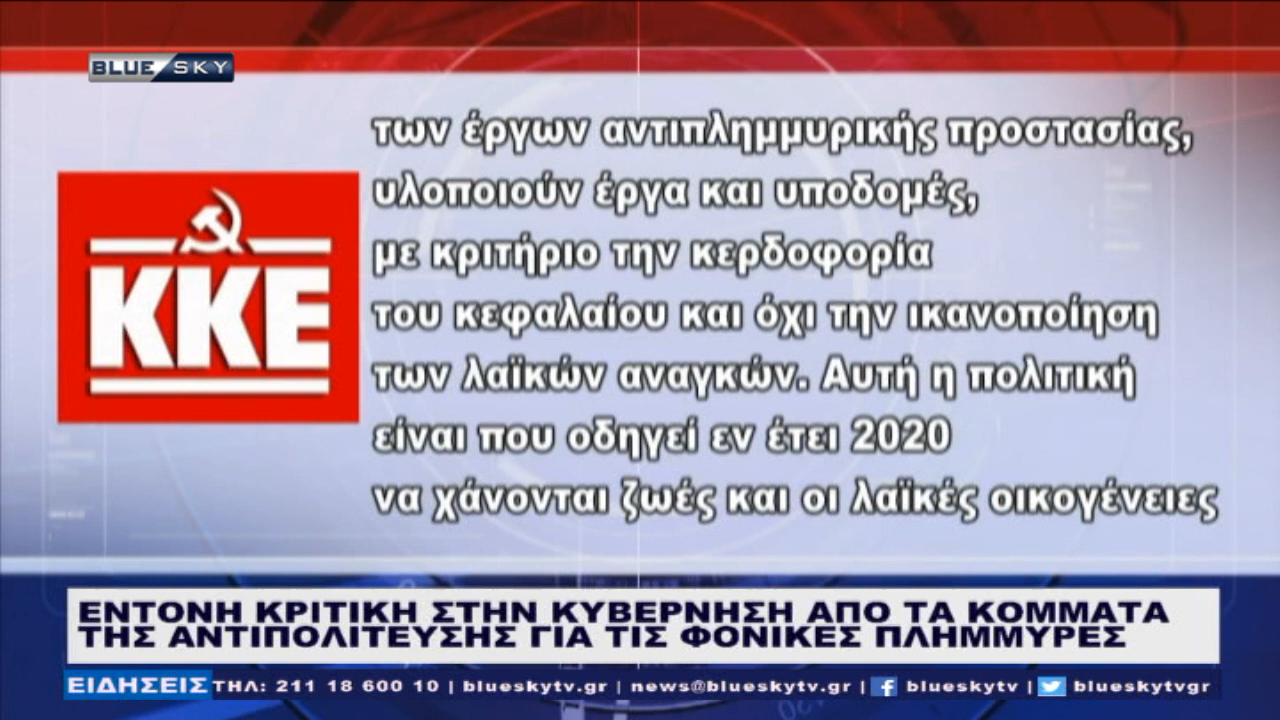 BLUE SKY
των έργων αντιπλημμυρικής προστασίας,
υλοποιούν έργα και υποδομές,
με κριτήριο την κερδοφορία
του κεφαλαίου και όχι την ικανοποίηση
των λαϊκών αναγκών. Αυτή η πολιτική
είναι που οδηγεί εν έτει 2020
να χάνονται ζωές και οι λαϊκές οικογένειες
ΚΚΕ
ΕΝΤΟΝΗ ΚΡΙΤΙΚΗ ΣΤΗΝ ΚΥΒΕΡΝΗΣΗ ΑΠΟ ΤΑ ΚΟΜΜΑΤΑ
ΤΗΣ ΑΝΤΙΠΟΛΙΤΕΥΣΗΣ ΓΙΑ ΤΙΣ ΦΟΝΙΚΕΣ ΠΛΗΜΜΥΡΕΣ
ΕΙΔΗΣΕΙΣ ΤΗΛ: 211 18 600 10 | blueskytv.gr | news@blueskytv.gr | f blueskytv | blueskytvgr